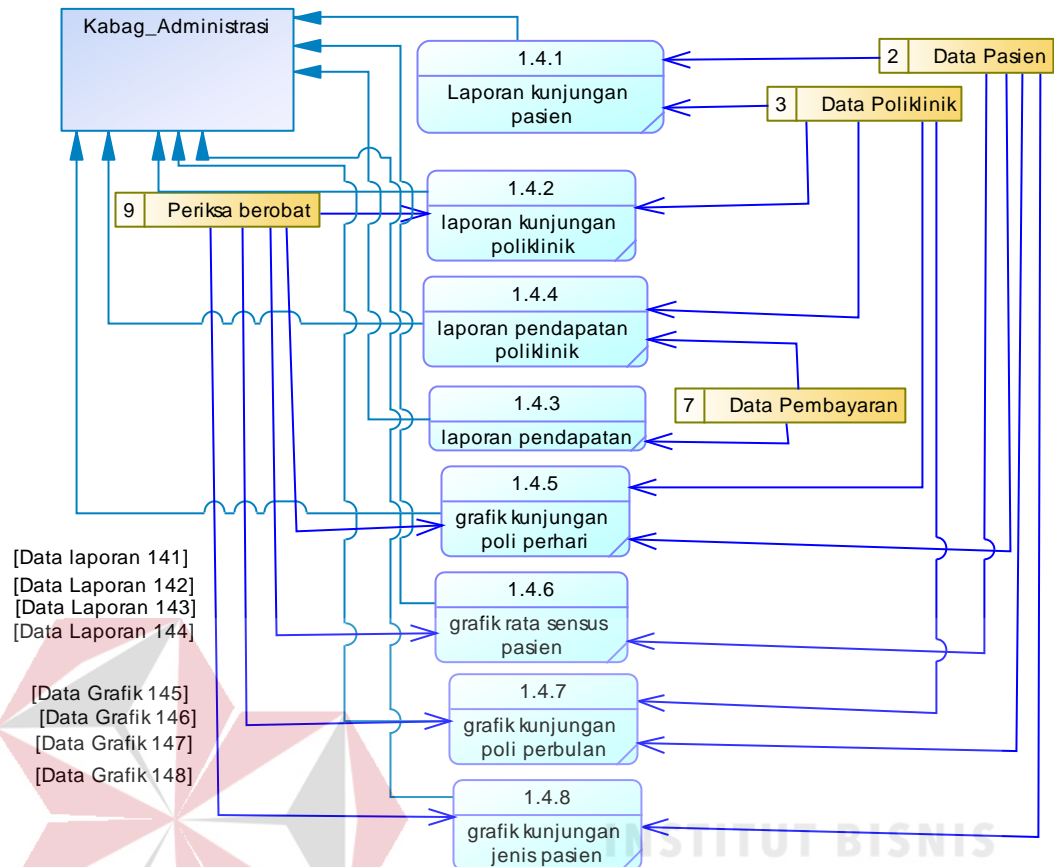 Kabag_Administrasi
1.4.1
Laporan kunjungan
pasien
2 Data Pasien
3 Data Poliklinik
1.4.2
laporan kunjungan
poliklinik
9 Periksa berobat
1.4.4
laporan pendapatan
poliklinik
1.4.3
laporan pendapatan
7 Data Pembayaran
1.4.5
grafik kunjungan
poli perhari
[Data laporan 141]
[Data Laporan 142]
[Data Laporan 143]
[Data Laporan 144]
1.4.6
grafik rata sensus
pasien
[Data Grafik 145]
[Data Grafik 146]
[Data Grafik 147]
[Data Grafik 148]
1.4.7
grafik kunjungan
poli perbulan
1.4.8
grafik kunjungan
jenis pasien
INSTITUT BISNIS